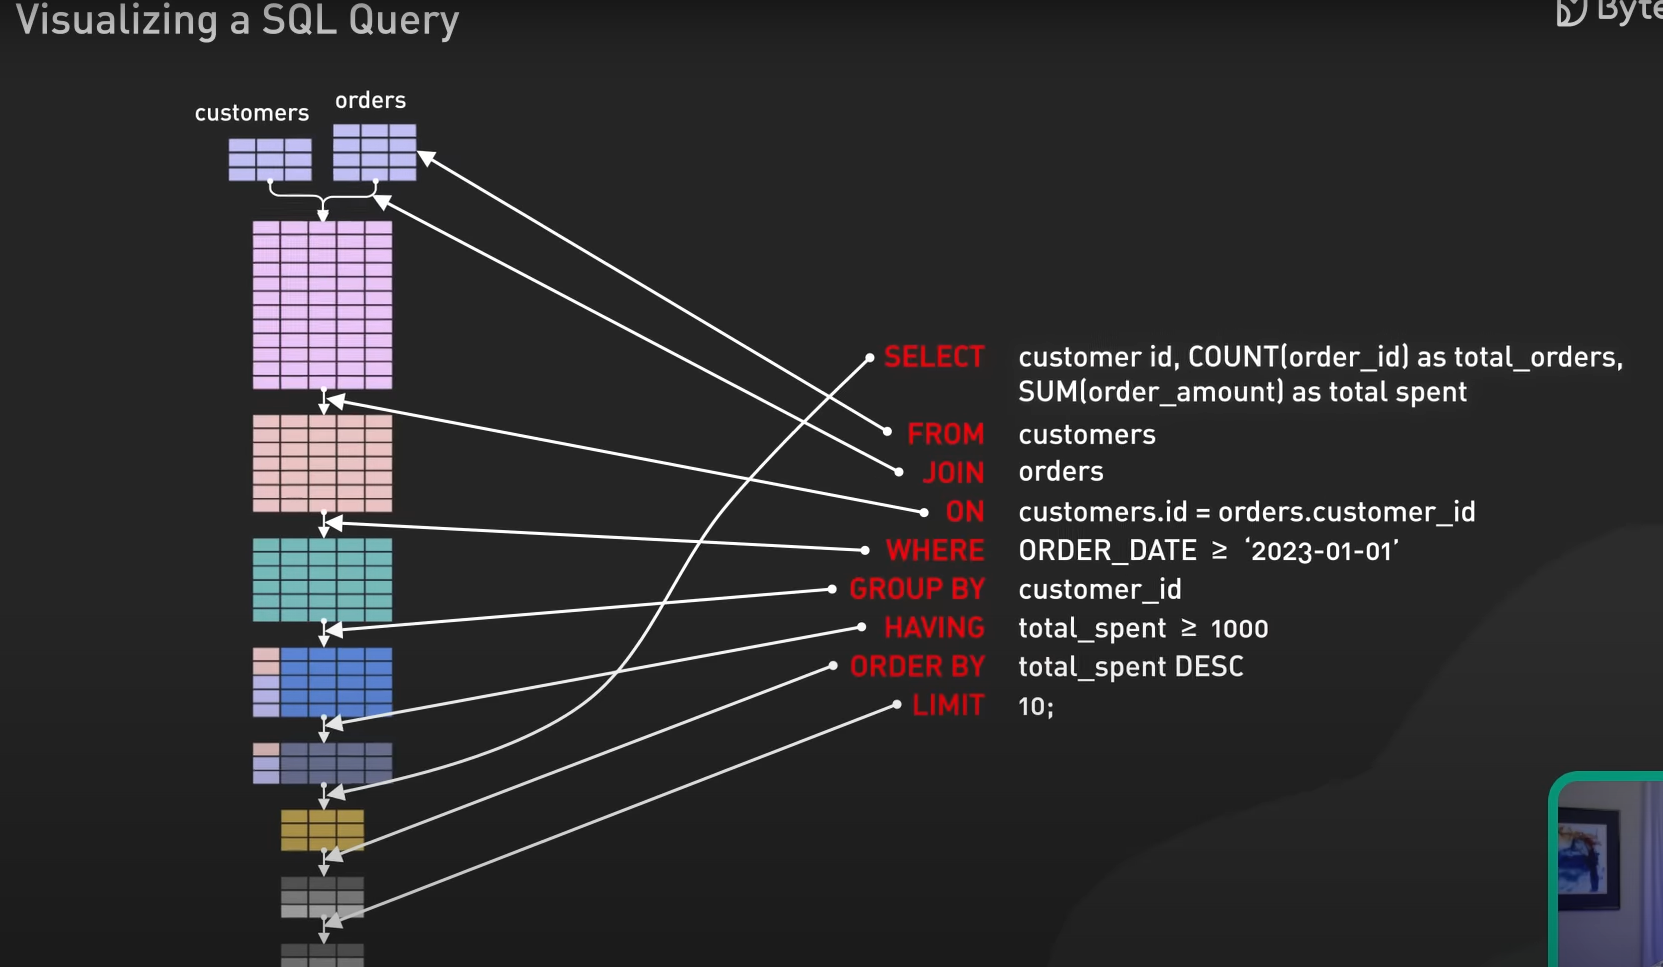 Visualizing a SQL Query
customers
orders
SELECT customer id, COUNT(order_id) as total_orders,
SUM(order_amount) as total spent
FROM customers
JOIN orders
ON customers.id = orders.customer_id
WHERE ORDER_DATE ≥ ‘2023-01-01’
GROUP BY customer_id
HAVING total_spent ≥ 1000
ORDER BY total_spent DESC
LIMIT 10;